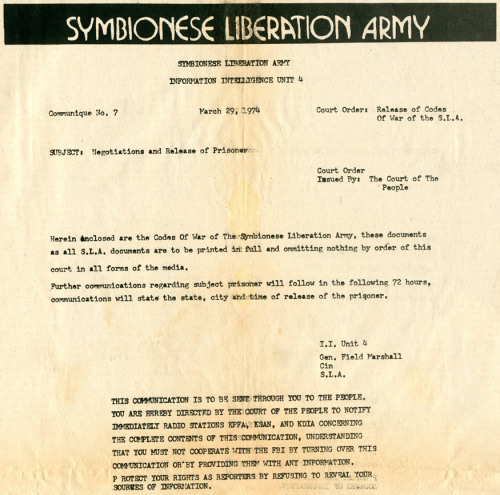 SYMBIONESE LIBERATION ARMY
SYMBIONESE LIBERATION ARMY
INFORMATION INTELLIGENCE UNIT 4
Communique No. 7    March 29, 1974    Court Order: Release of Codes
Of War of the S.L.A.
SUBJECT: Negotiations and Release of Prisoner
Court Order
Issued By: The Court of The
People
Herein enclosed are the Codes Of War of The Symbionese Liberation Army, these documents
as all S.L.A. documents are to be printed in full and ommitting nothing by order of this
court in all forms of the media.
Further communications regarding subject prisoner will follow in the following 72 hours,
communications will state the state, city and time of release of the prisoner.
I.I. Unit 4
Gen. Field Marshall
Cin
S.L.A.
THIS COMMUNICATION IS TO BE SENT THROUGH YOU TO THE PEOPLE.
YOU ARE HEREBY DIRECTED BY THE COURT OF THE PEOPLE TO NOTIFY
IMMEDIATELY RADIO STATIONS KPFA, KSAN, AND KDIA CONCERNING
THE COMPLETE CONTENTS OF THIS COMMUNICATION, UNDERSTANDING
THAT YOU MUST NOT COOPERATE WITH THE FBI BY TURNING OVER THIS
COMMUNICATION OR BY PROVIDING THEM WITH ANY INFORMATION.
P PROTECT YOUR RIGHTS AS REPORTERS BY REFUSING TO REVEAL YOUR
SOURCES OF INFORMATION.